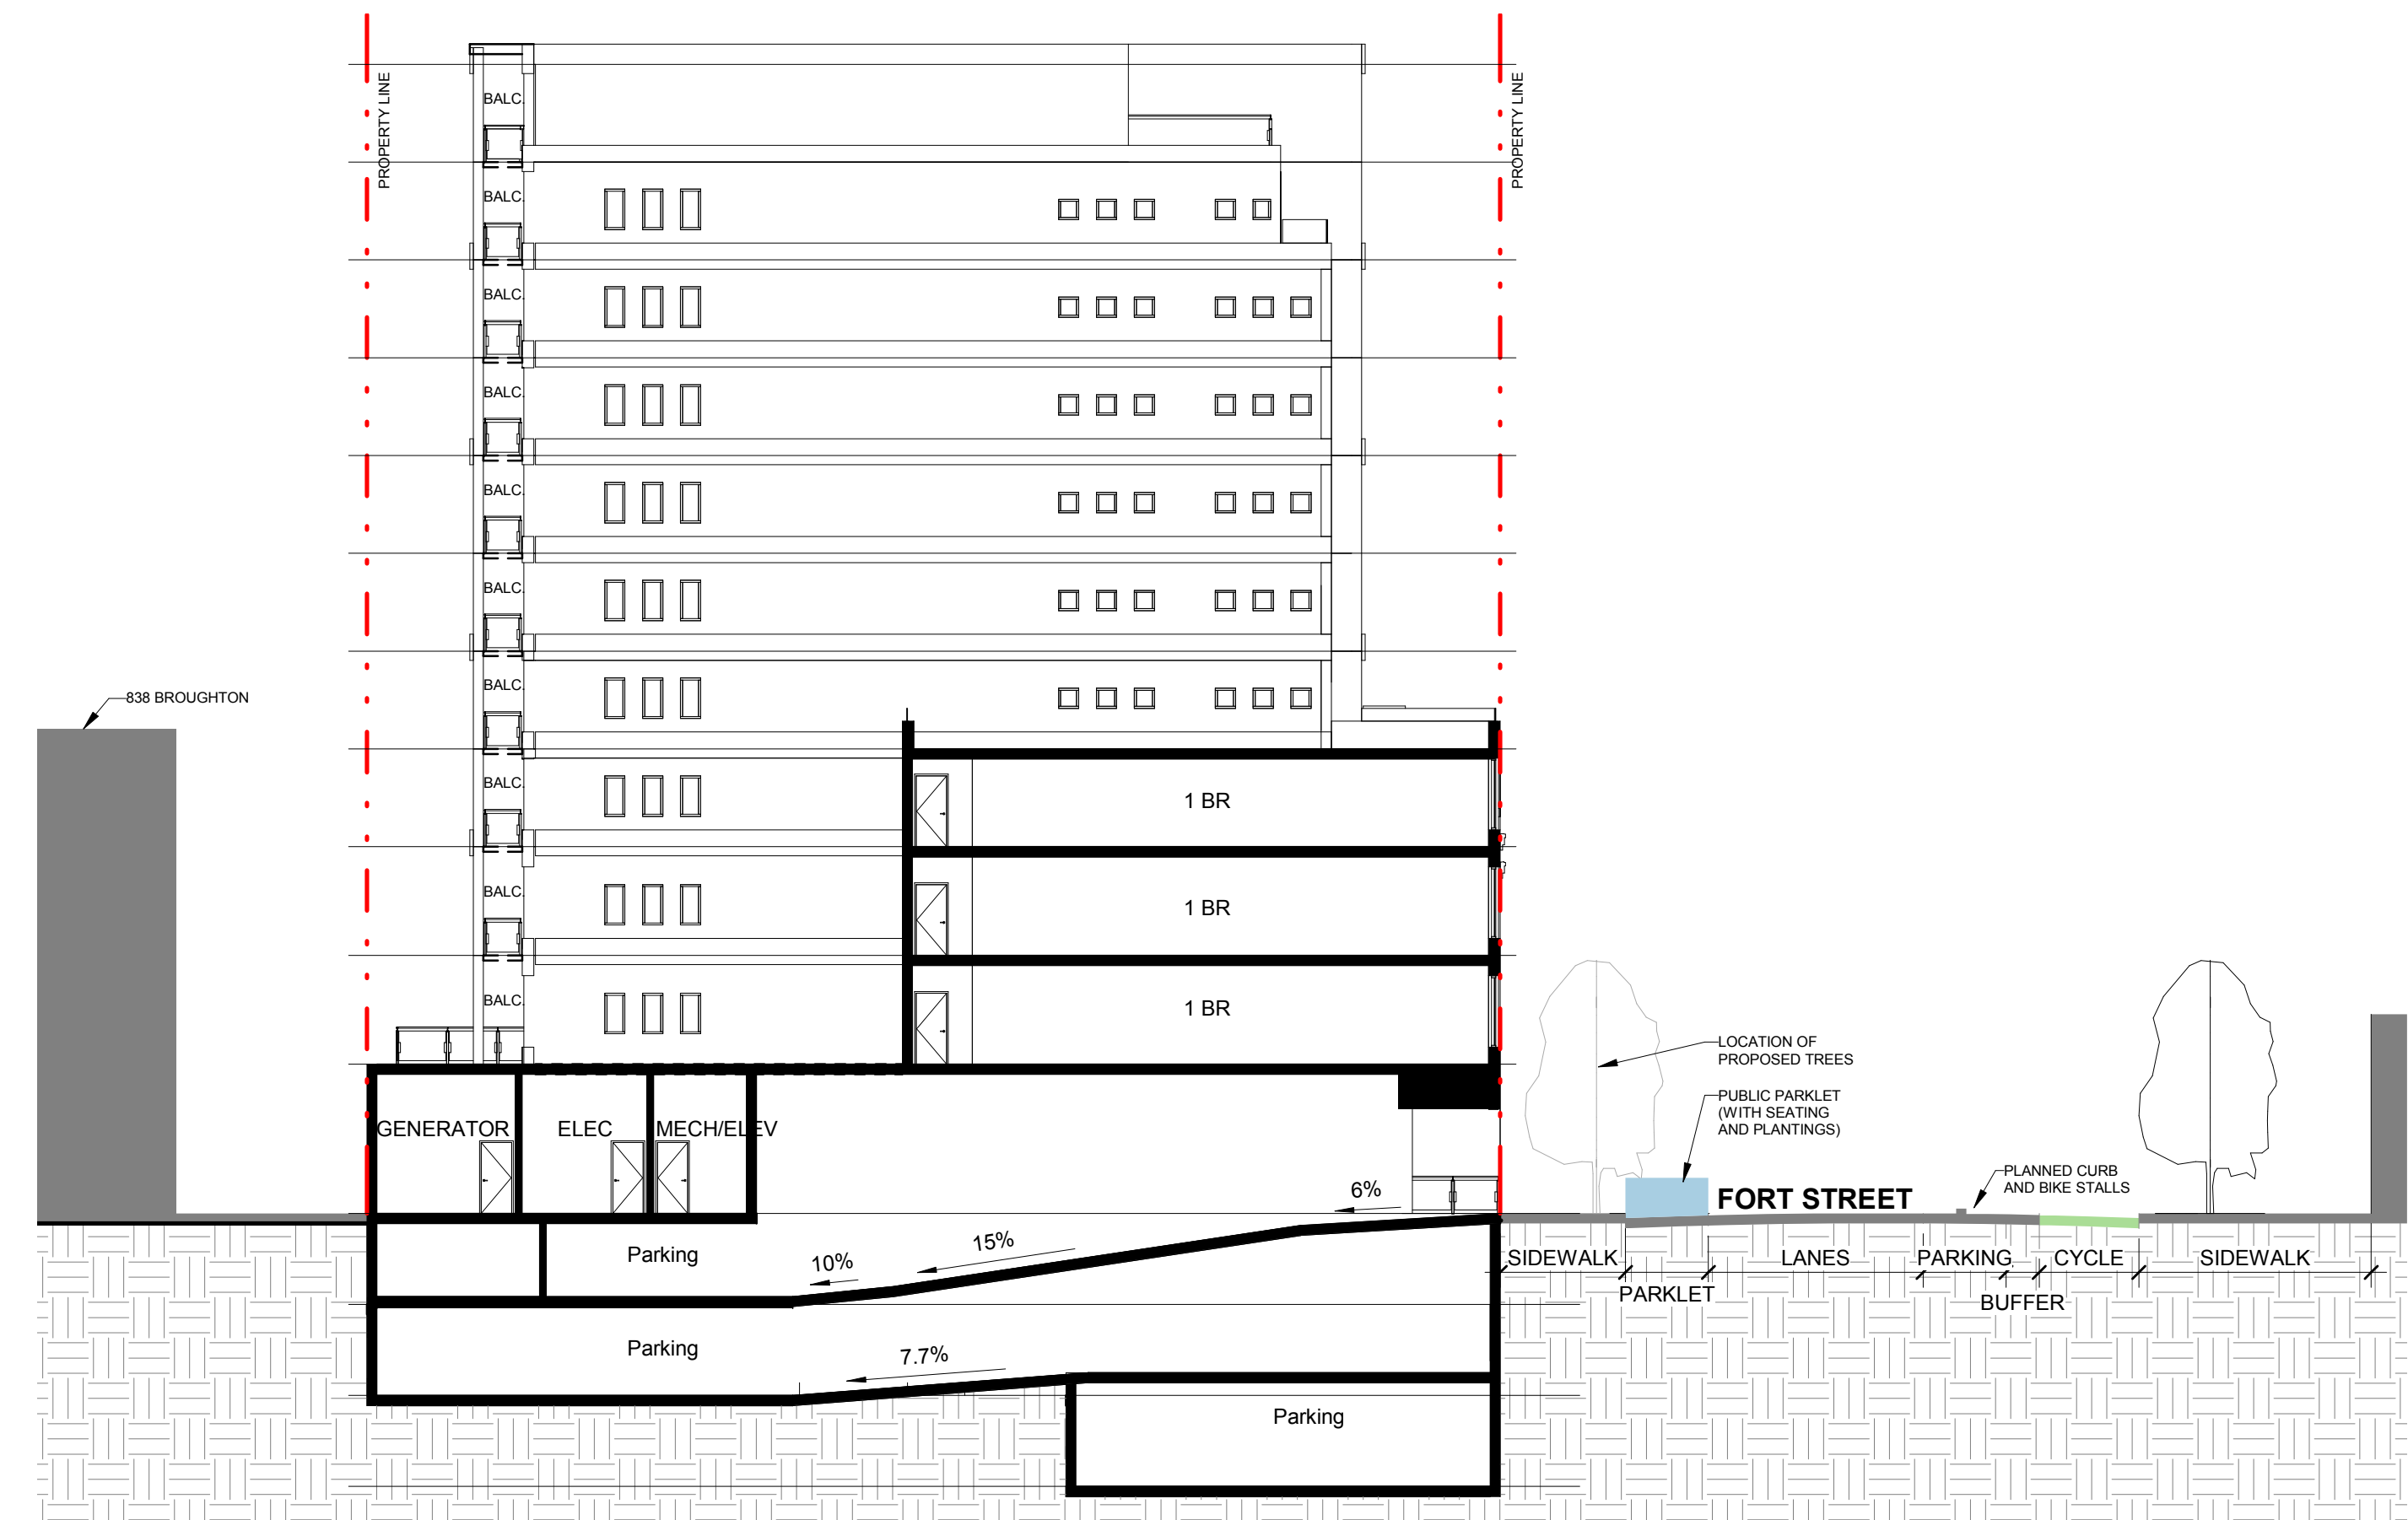 PROPERTY LINE
PROPERTY LINE
BALC.
BALC.
BALC.
BALC.
BALC.
BALC.
BALC.
BALC.
BALC.
BALC.
838 BROUGHTON
1 BR
1 BR
1 BR
LOCATION OF
PROPOSED TREES
PUBLIC PARKLET
(WITH SEATING
AND PLANTINGS)
GENERATOR
ELEC
MECH/ELEV
PLANNED CURB
AND BIKE STALLS
6%
FORT STREET
15%
10%
Parking
SIDEWALK
LANES
PARKING
CYCLE
SIDEWALK
PARKLET
BUFFER
Parking
7.7%
Parking